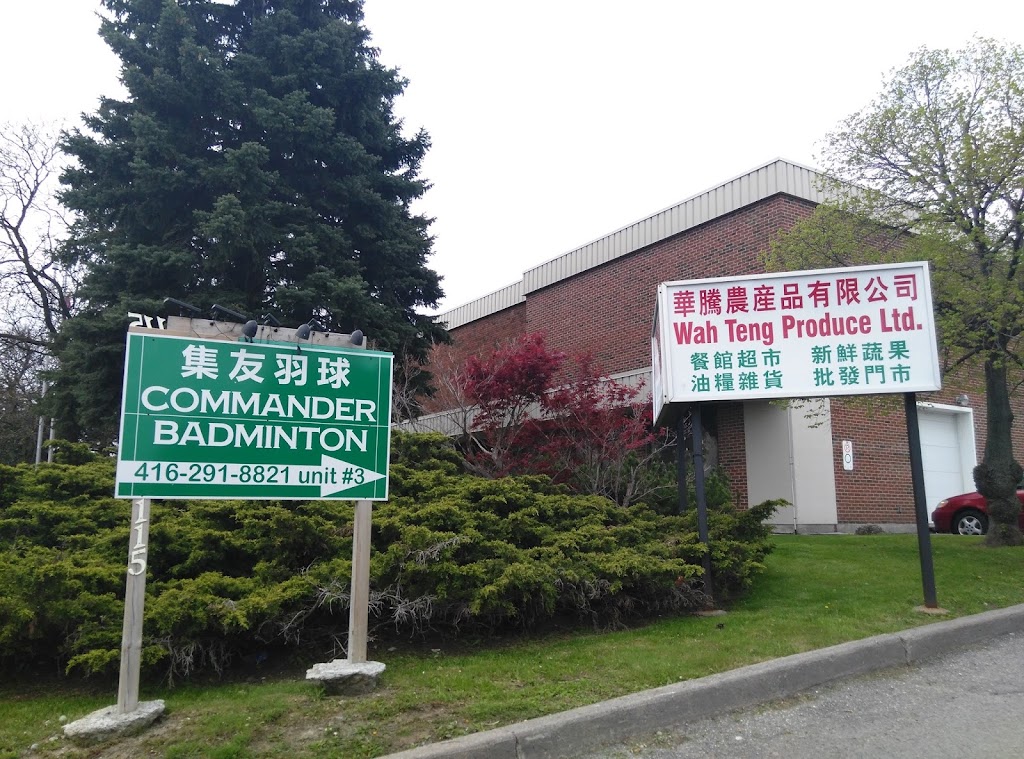 集友羽球
COMMANDER
BADMINTON
416-291-8821 unit #3
115
華騰農産品有限公司
Wah Teng Produce Ltd.
餐館超市 新鮮蔬果
油糧雜貨 批發門市